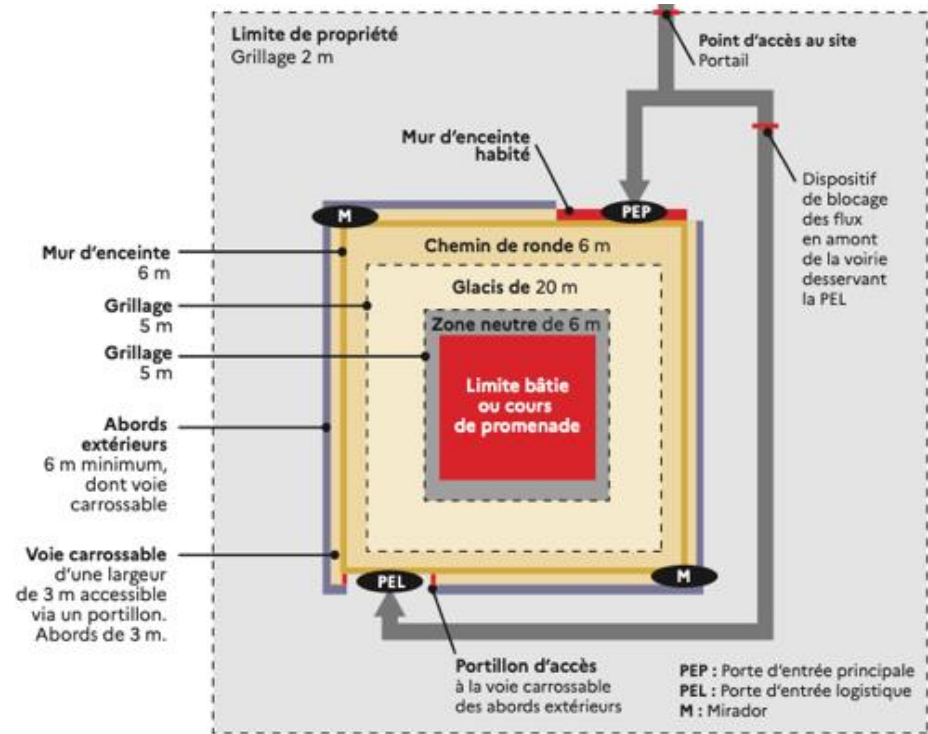 Limite de propriété
Grillage 2 m
Point d'accès au site
Portail
Mur d'enceinte
habité
Dispositif
de blocage
des flux
en amont
de la voirie
desservant
la PEL
M
PEP
Mur d'enceinte
6 m
Chemin de ronde 6 m
Glacis de 20 m
Grillage
5 m
Zone neutre de 6 m
Grillage
5 m
Limite bâtie
ou cours
de promenade
Abords
extérieurs
6 m minimum,
dont voie
carrossable
Voie carrossable
d'une largeur
de 3 m accessible
via un portillon.
Abords de 3 m.
PEL
M
Portillon d'accès
à la voie carrossable
des abords extérieurs
PEP : Porte d'entrée principale
PEL : Porte d'entrée logistique
M : Mirador